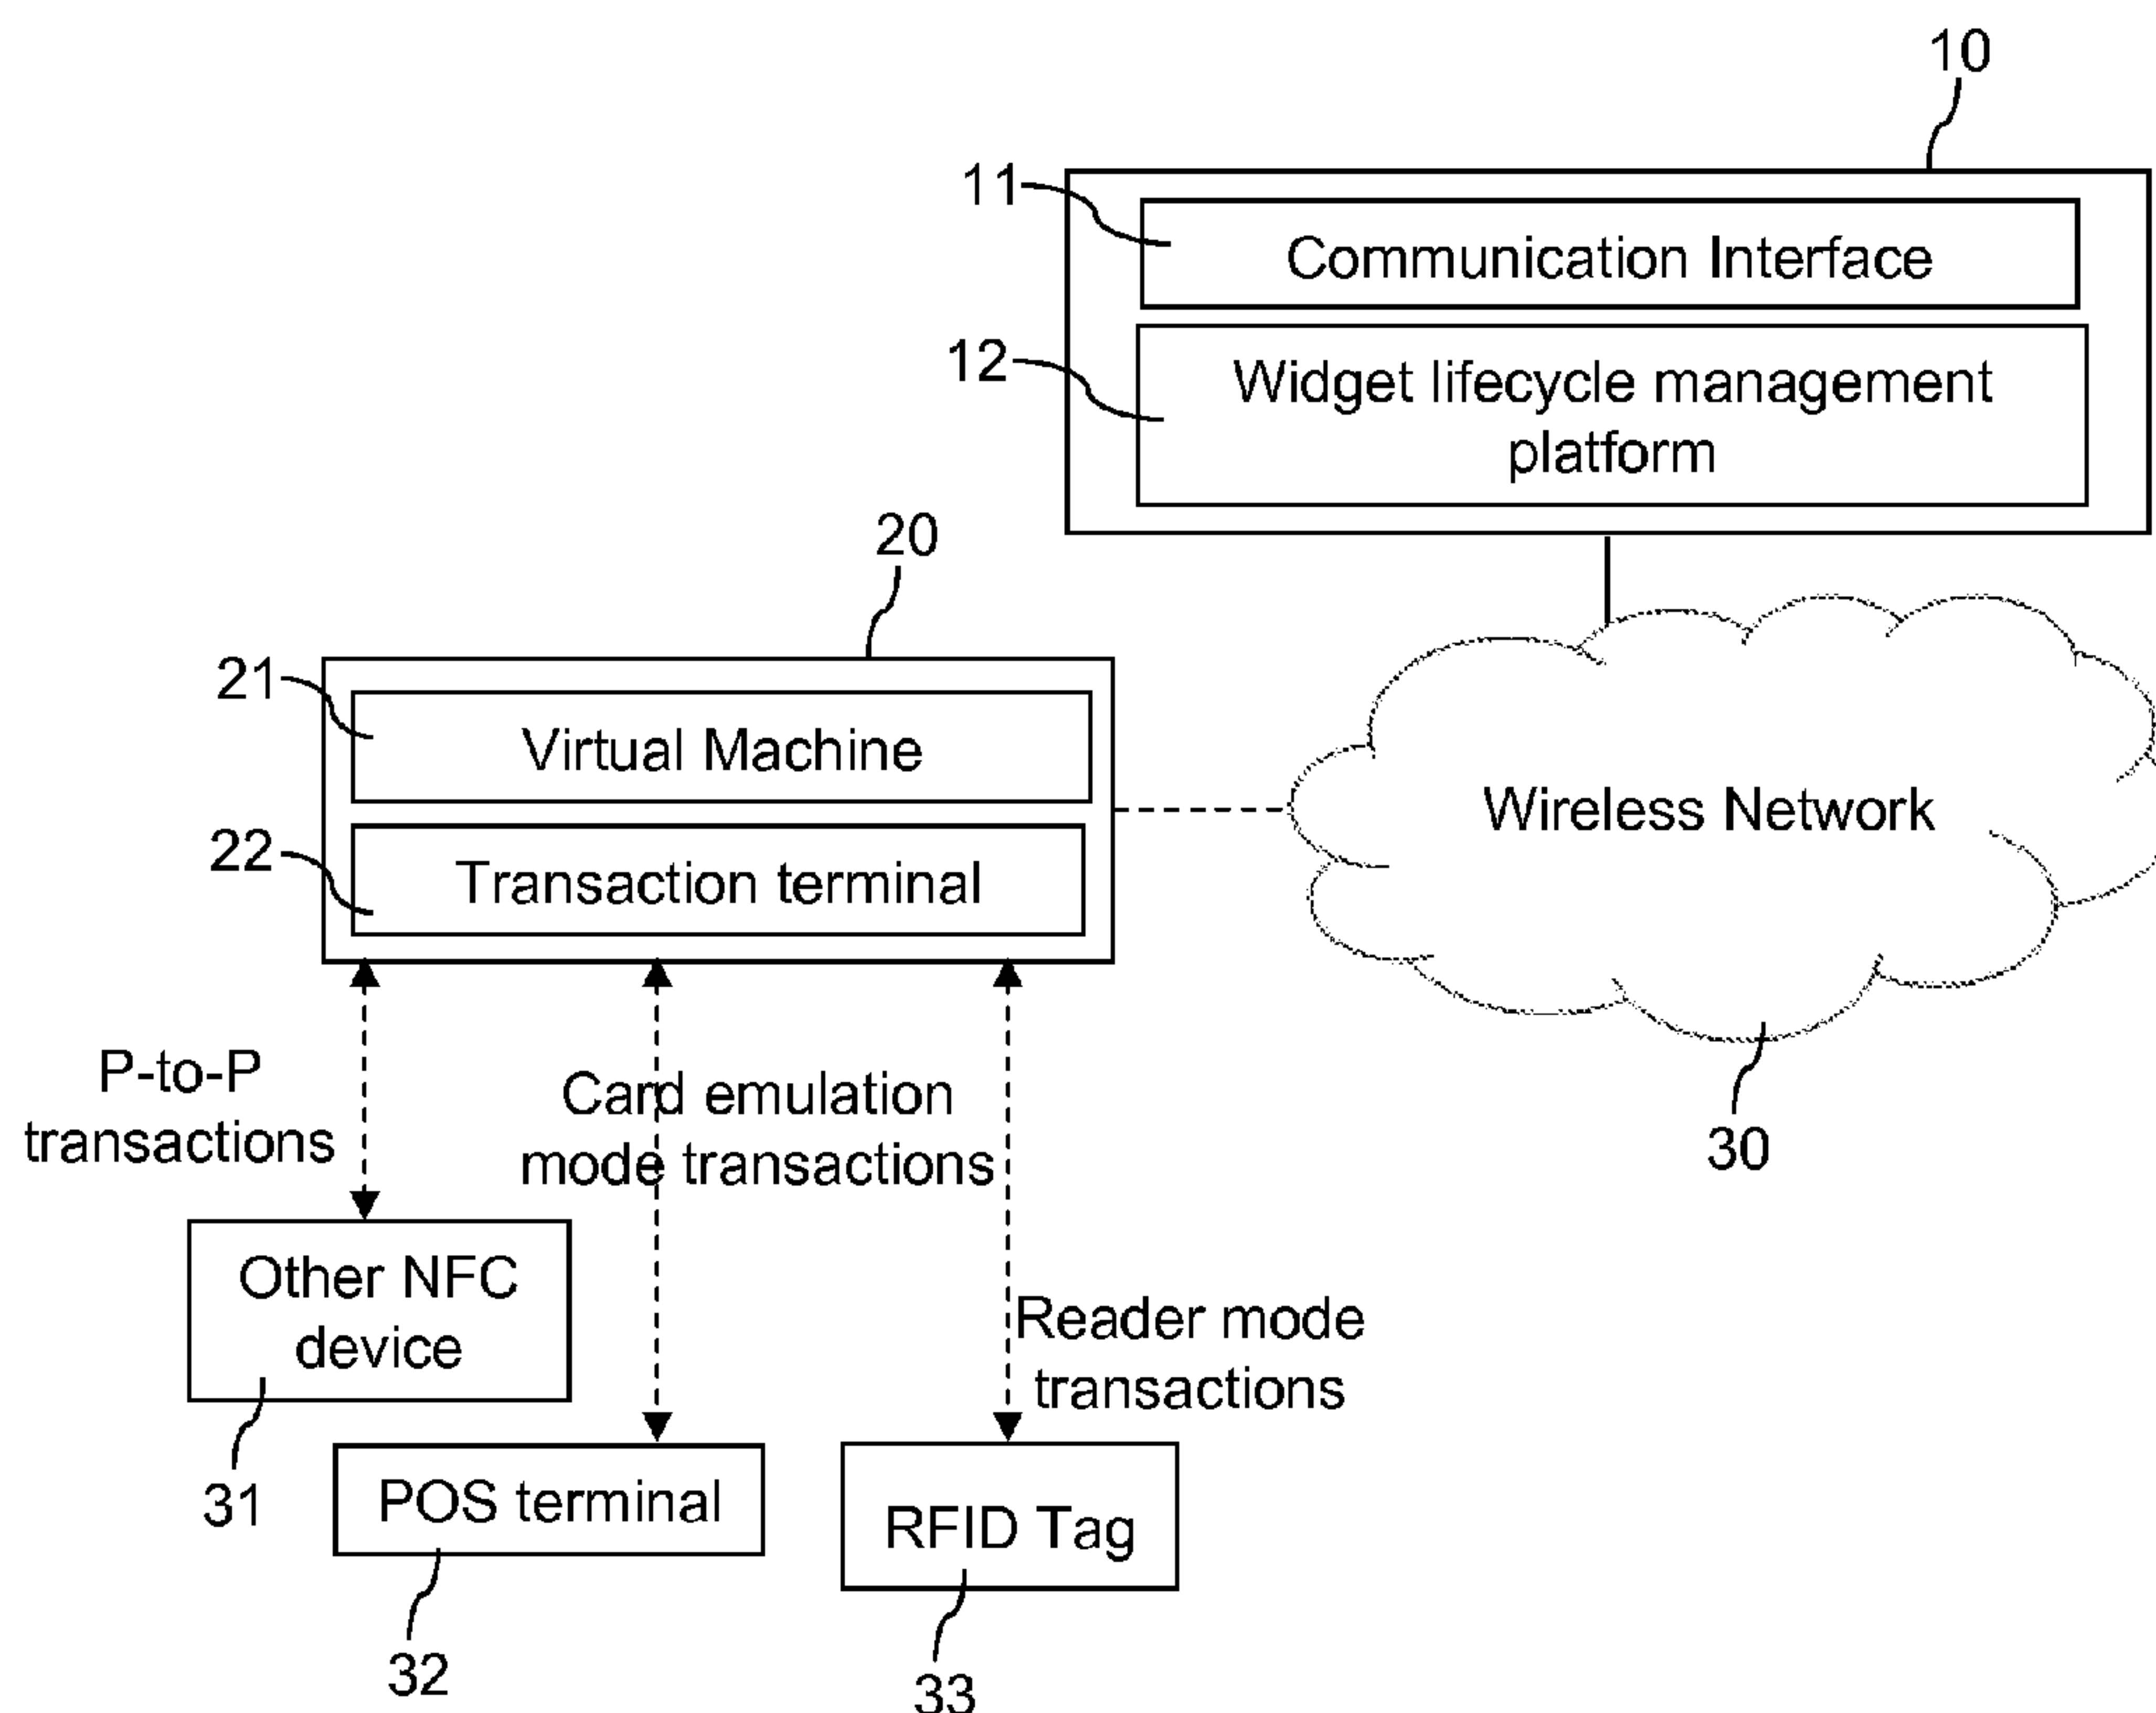 10
11
Communication Interface
12
Widget lifecycle management
platform
20
21
Virtual Machine
22
Transaction terminal
Wireless Network
30
P-to-P
transactions
Card emulation
mode transactions
Other NFC
device
31
Reader mode
transactions
POS terminal
32
RFID Tag
33